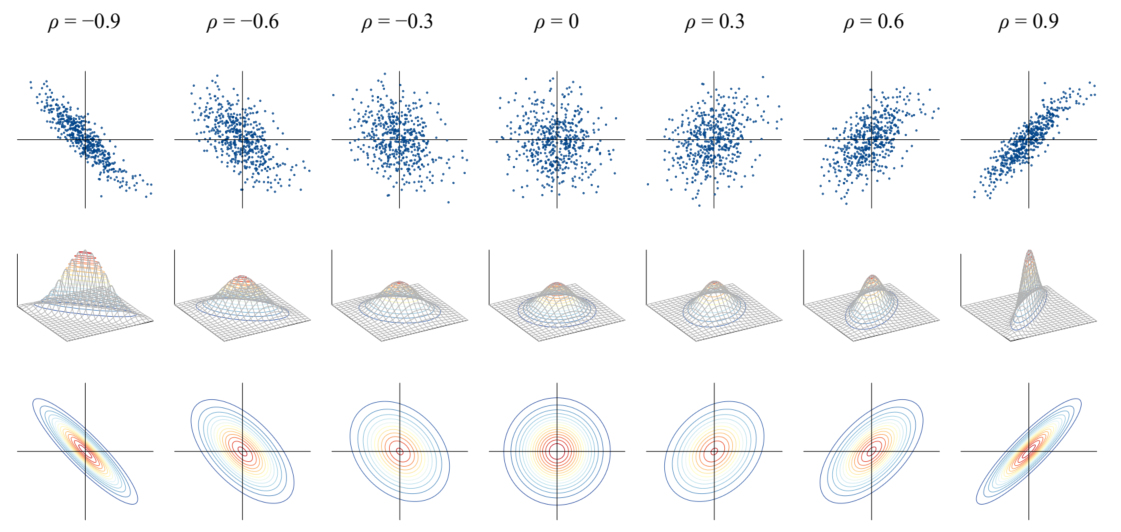 ρ = −0.9 ρ = −0.6 ρ = −0.3 ρ = 0 ρ = 0.3 ρ = 0.6 ρ = 0.9